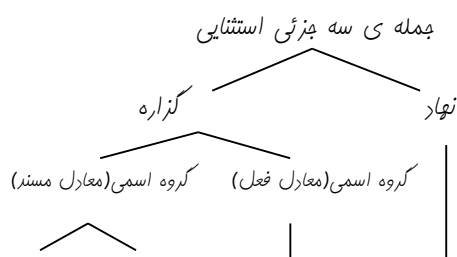 جمله ی سه جزئی استثنایی
نهاد گزاره
گروه اسمی(معادل فعل) گروه اسمی(معادل مسند)